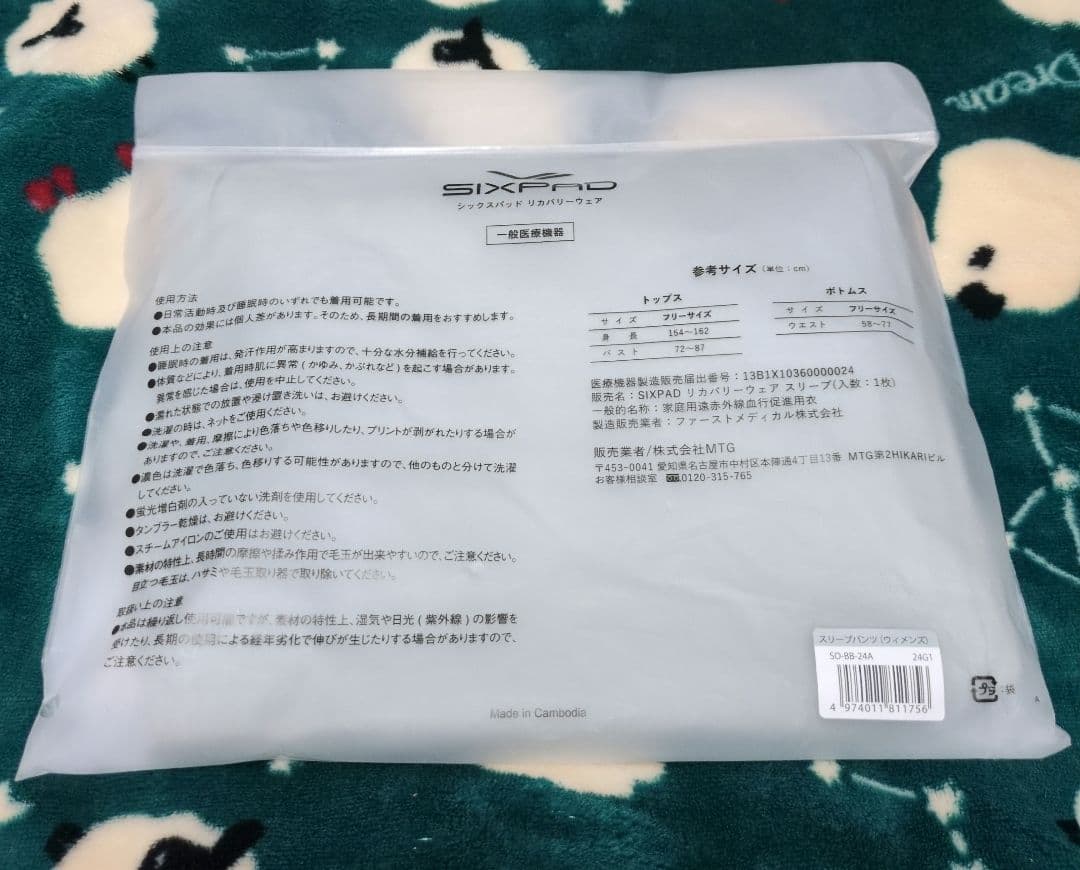 Dream
SIXPAD
シックスパッド リカバリーウェア
一般医療機器
使用方法
●日常活動時及び睡眠時のいずれでも着用可能です。
●本品の効果には個人差があります。そのため、長期間の着用をおすすめします。
使用上の注意
●睡眠時の着用は、発汗作用が高まりますので、十分な水分補給を行ってください。
●体質などにより、着用時肌に異常(かゆみ、かぶれなど)を起こす場合があります。
異常を感じた場合は、使用を中止してください。
●濡れた状態での放置や浸け置き洗いは、お避けください。
●洗濯の時は、ネットをご使用ください。
●洗濯や、着用、摩擦により色落ちや色移りしたり、プリントが剥がれたりする場合が
ありますので、ご注意ください。
●濃色は洗濯で色落ち、色移りする可能性がありますので、他のものと分けて洗濯
してください。
●蛍光増白剤の入っていない洗剤を使用してください。
●タンブラー乾燥は、お避けください。
●スチームアイロンのご使用はお避けください。
●素材の特性上、長時間の摩擦や揉み作用で毛玉が出来やすいので、ご注意ください。
目立つ毛玉は、ハサミや毛玉取り器で取り除いてください。
取扱い上の注意
●本品は繰り返し使用可能ですが、素材の特性上、湿気や日光(紫外線)の影響を
受けたり、長期の使用による経年劣化で伸びが生じたりする場合がありますので、
ご注意ください。
参考サイズ(単位:cm)
トップス
サイズ フリーサイズ
身長 154〜162
バスト 72〜87
ボトムス
サイズ フリーサイズ
ウエスト 58〜77
医療機器製造販売届出番号:13B1X10360000024
販売名:SIXPAD リカバリーウェア スリープ(入数:1枚)
一般的名称:家庭用遠赤外線血行促進用衣
製造販売業者:ファーストメディカル株式会社
販売業者/株式会社MTG
〒453-0041 愛知県名古屋市中村区本陣通4丁目13番 MTG第2HIKARIビル
お客様相談室 0120-315-765
スリープパンツ(ウィメンズ)
SO-BB-24A 24G1
4 974011 811756
プラ:袋
A
Made in Cambodia